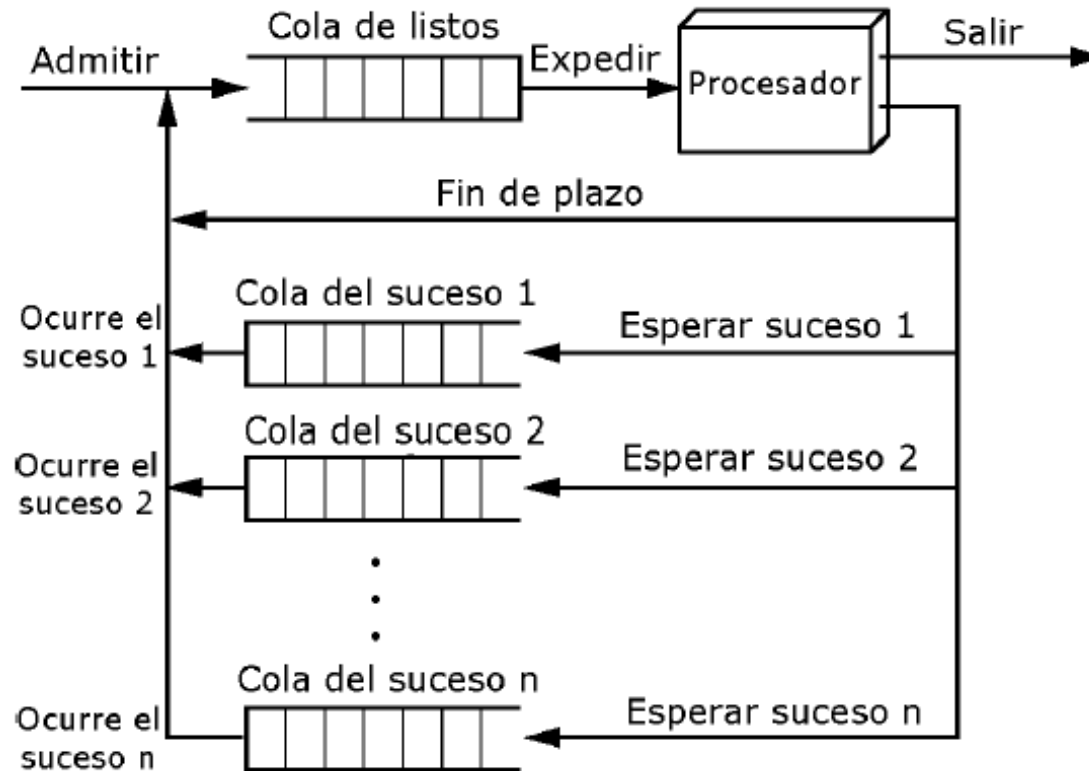 Cola de listos
Admitir
Expedir
Procesador
Salir
Fin de plazo
Cola del suceso 1
Ocurre el
suceso 1
Esperar suceso 1
Cola del suceso 2
Ocurre el
suceso 2
Esperar suceso 2
Cola del suceso n
Ocurre el
suceso n
Esperar suceso n